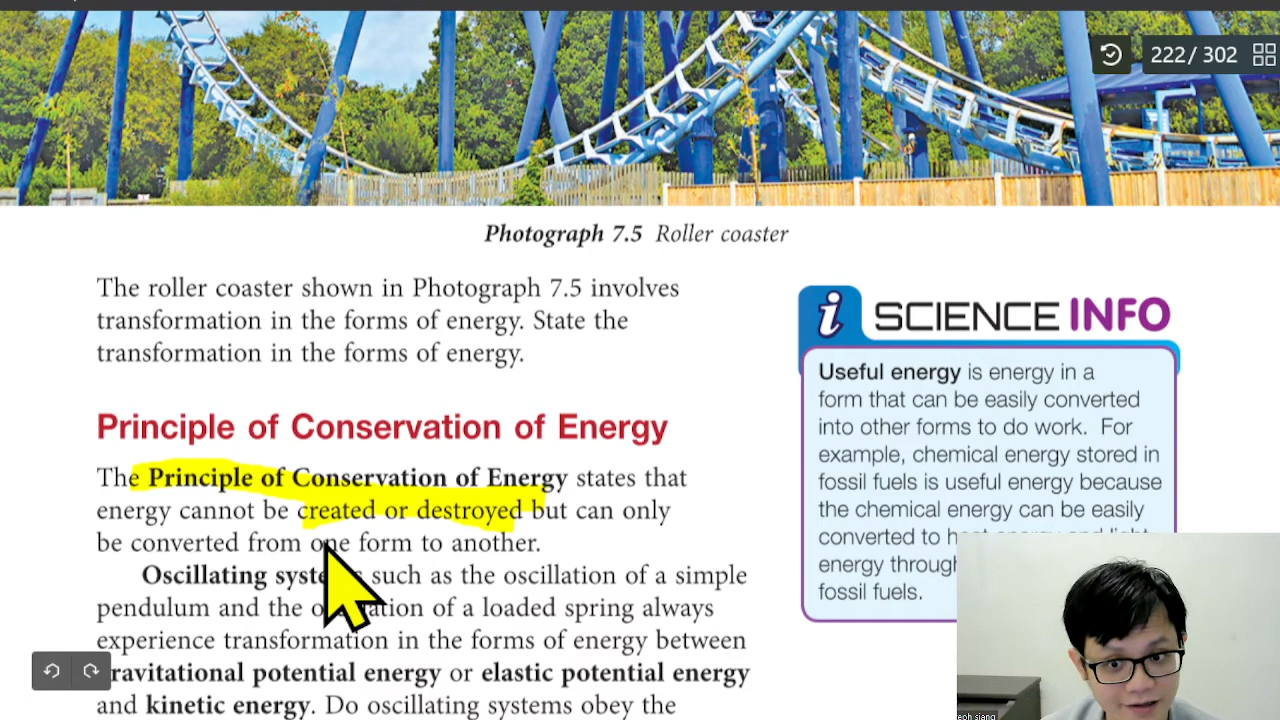 222/ 302
Photograph 7.5 Roller coaster
The roller coaster shown in Photograph 7.5 involves
transformation in the forms of energy. State the
transformation in the forms of energy.
Principle of Conservation of Energy
The Principle of Conservation of Energy states that
energy cannot be created or destroyed but can only
be converted from one form to another.
Oscillating such as the oscillation of a simple
pendulum and the of a loaded spring always
experience transformation in the forms of energy between
gravitational potential energy or elastic potential energy
and kinetic energy. Do oscillating systems obey the
i SCIENCE INFO
Useful energy is energy in a
form that can be easily converted
into other forms to do work. For
example, chemical energy stored in
fossil fuels is useful energy because
the chemical energy can be easily
converted to
energy through
fossil fuels.
siang